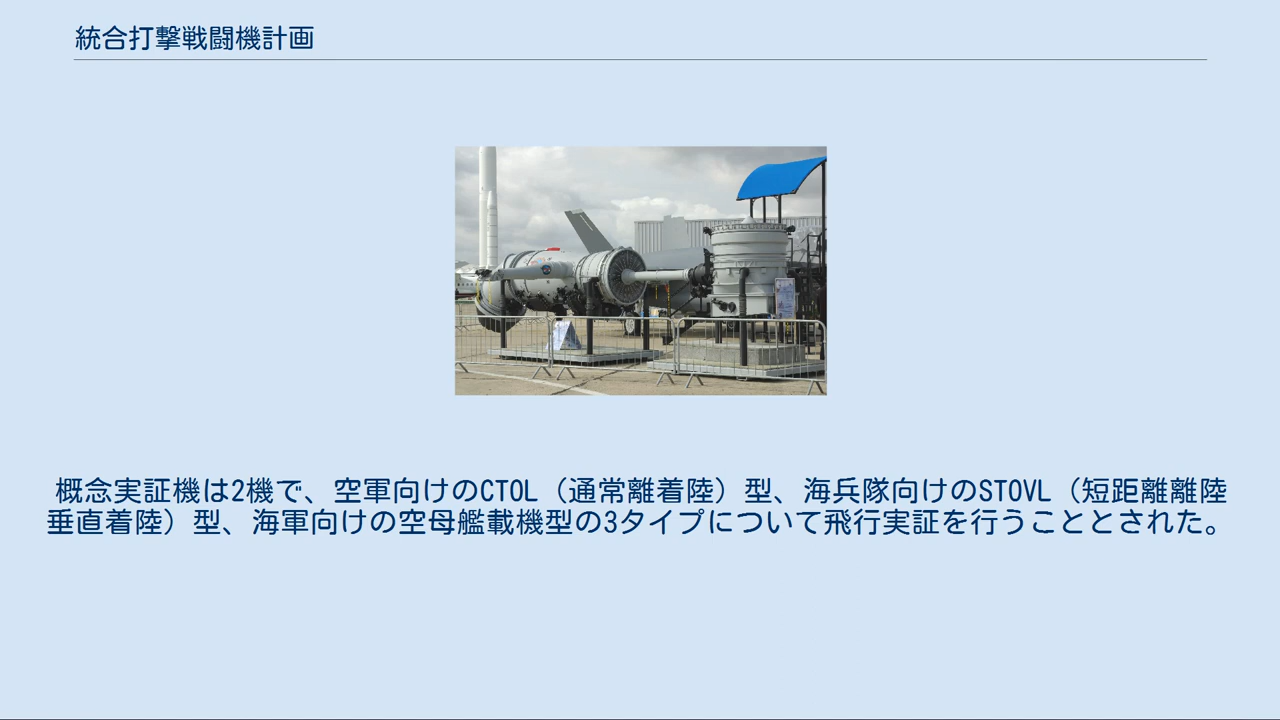 統合打撃戦闘機計画
概念実証機は2機で、空軍向けのCTOL（通常離着陸）型、海兵隊向けのSTOVL（短距離離陸
垂直着陸）型、海軍向けの空母艦載機型の3タイプについて飛行実証を行うこととされた。